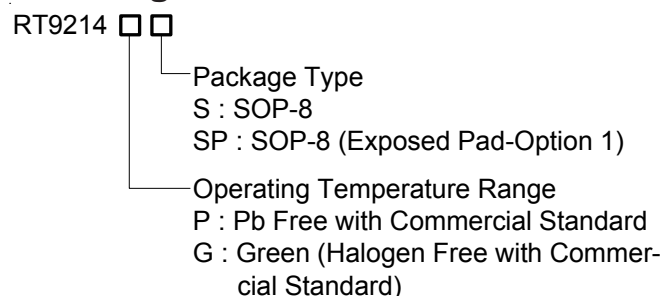 RT9214
Package Type
S : SOP-8
SP : SOP-8 (Exposed Pad-Option 1)
Operating Temperature Range
P : Pb Free with Commercial Standard
G : Green (Halogen Free with Commer-
cial Standard)